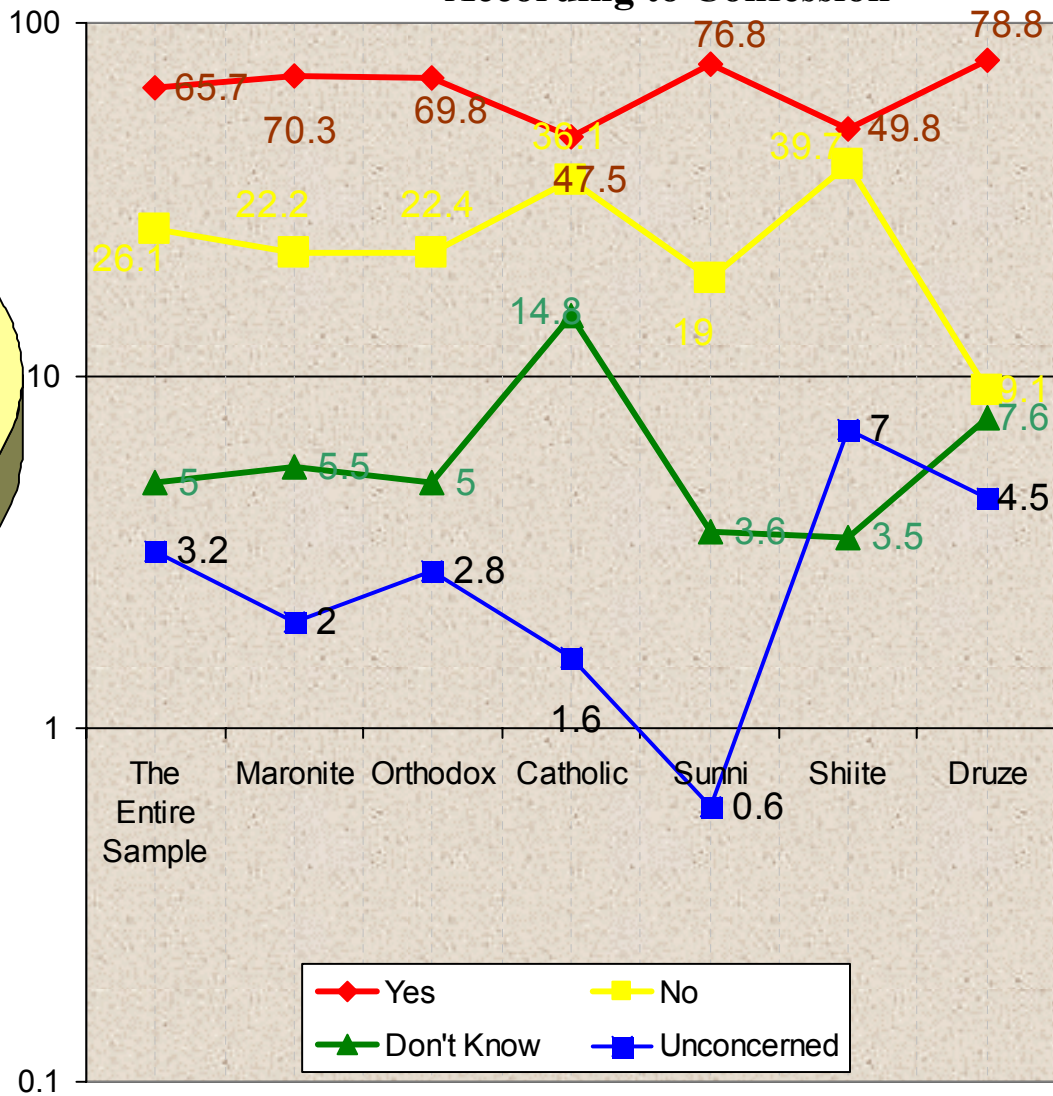 According to Confession
100
10
1
0.1
65.7
70.3
69.8
47.5
76.8
49.8
78.8
26.1
22.2
22.4
36.1
19
39.7
9.1
5
5.5
5
14.8
3.6
3.5
7.6
3.2
2
2.8
1.6
0.6
7
4.5
The Entire Sample
Maronite
Orthodox
Catholic
Sunni
Shiite
Druze
Yes
No
Don't Know
Unconcerned